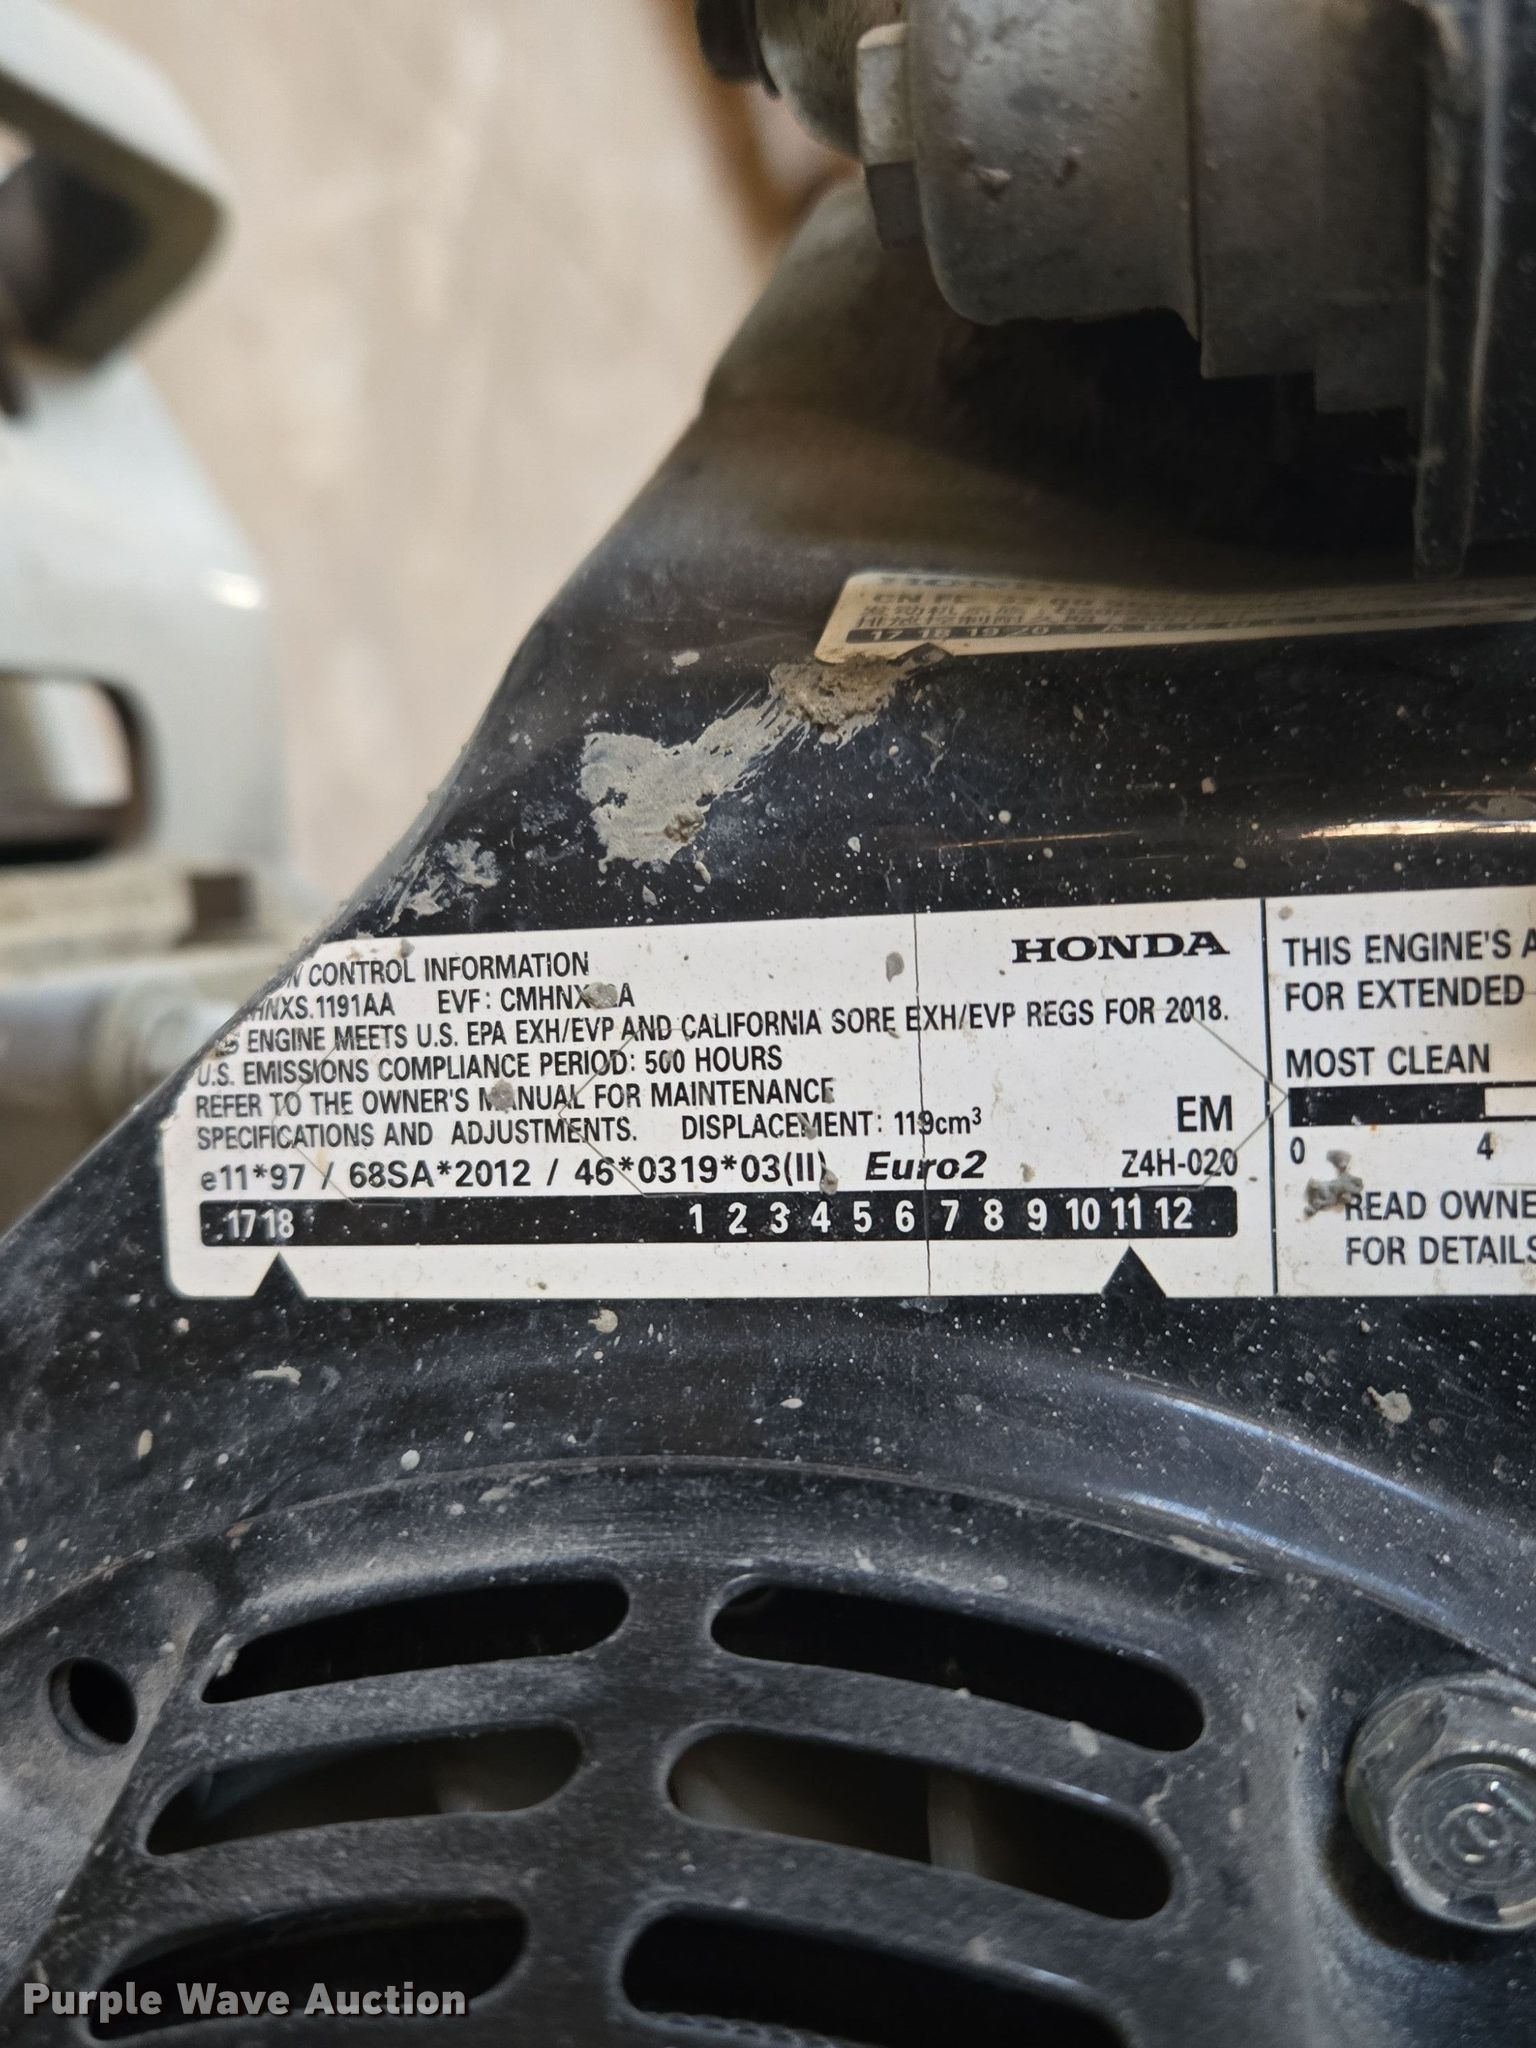 17 18 19 20
N CONTROL INFORMATION
HONDA
HNXS.1191AA EVF:
ENGINE MEETS U.S. EPA EXH/EVP AND CALIFORNIA SORE EXH/EVP REGS FOR 2018.
U.S. EMISSIONS COMPLIANCE PERIOD: 500 HOURS
REFER TO THE OWNER'S MANUAL FOR MAINTENANCE
SPECIFICATIONS AND ADJUSTMENTS. DISPLACEMENT: 119cm³
EM
e11*97 / 68SA*2012 / 46*0319*03(II) Euro2 Z4H-020
17 18 1 2 3 4 5 6 7 8 9 10 11 12
THIS ENGINE'S A
FOR EXTENDED
MOST CLEAN
0 4
READ OWNE
FOR DETAILS
Purple Wave Auction